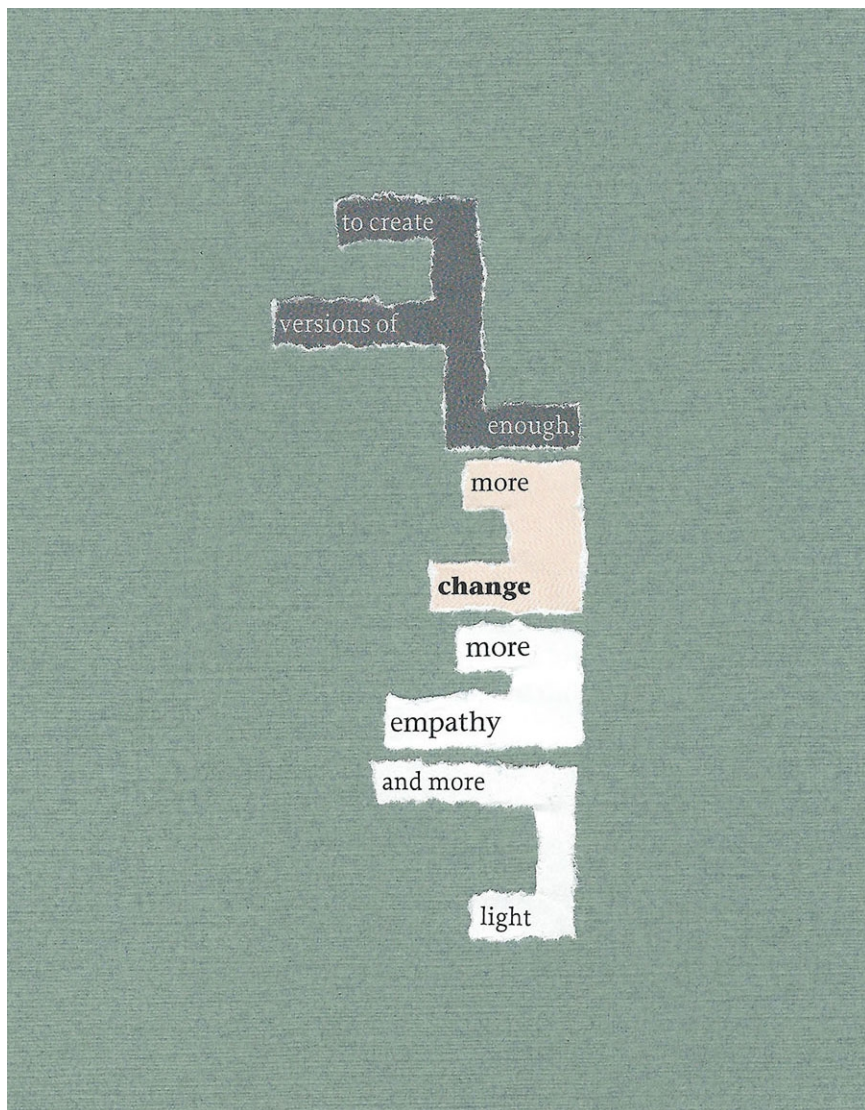 to create
versions of
enough,
more
change
more
empathy
and more
light